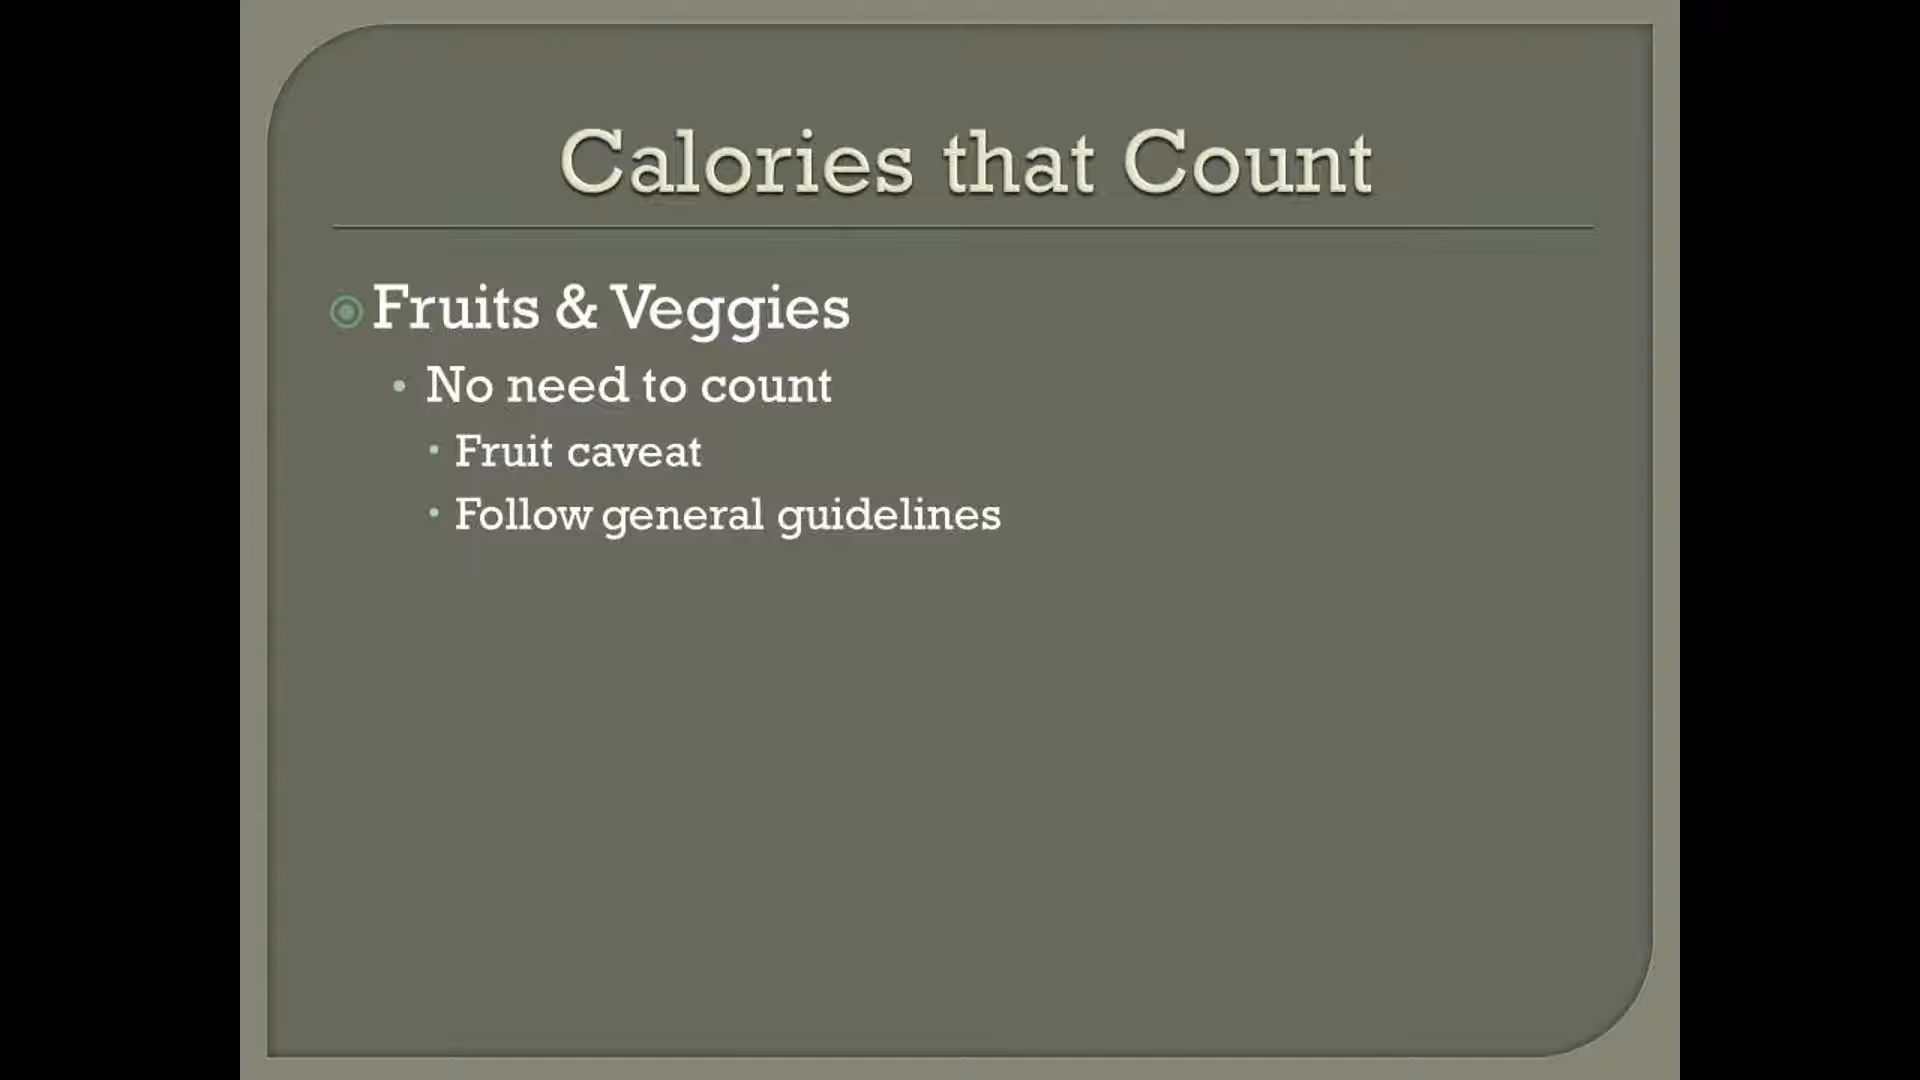 Calories that Count
Fruits & Veggies
No need to count
Fruit caveat
Follow general guidelines